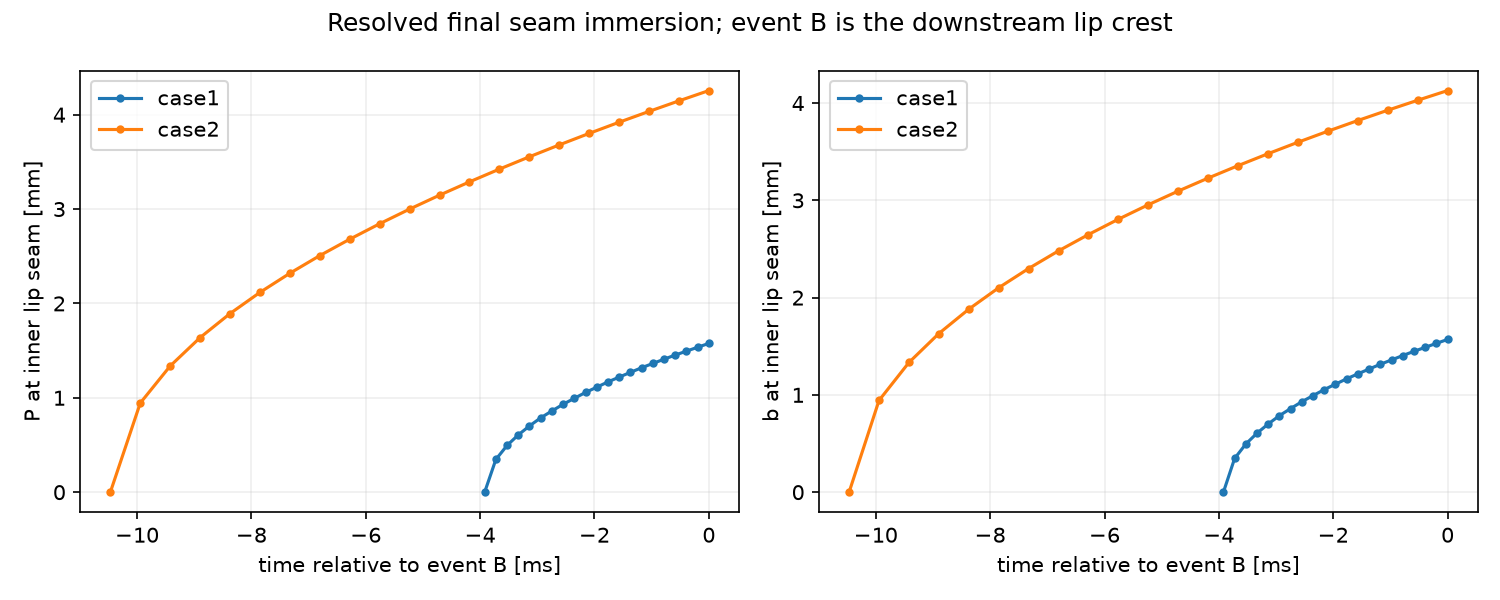 Resolved final seam immersion; event B is the downstream lip crest
P at inner lip seam [mm]
4
3
2
1
0
case1
case2
−10
−8
−6
−4
−2
0
time relative to event B [ms]
b at inner lip seam [mm]
4
3
2
1
0
case1
case2
−10
−8
−6
−4
−2
0
time relative to event B [ms]